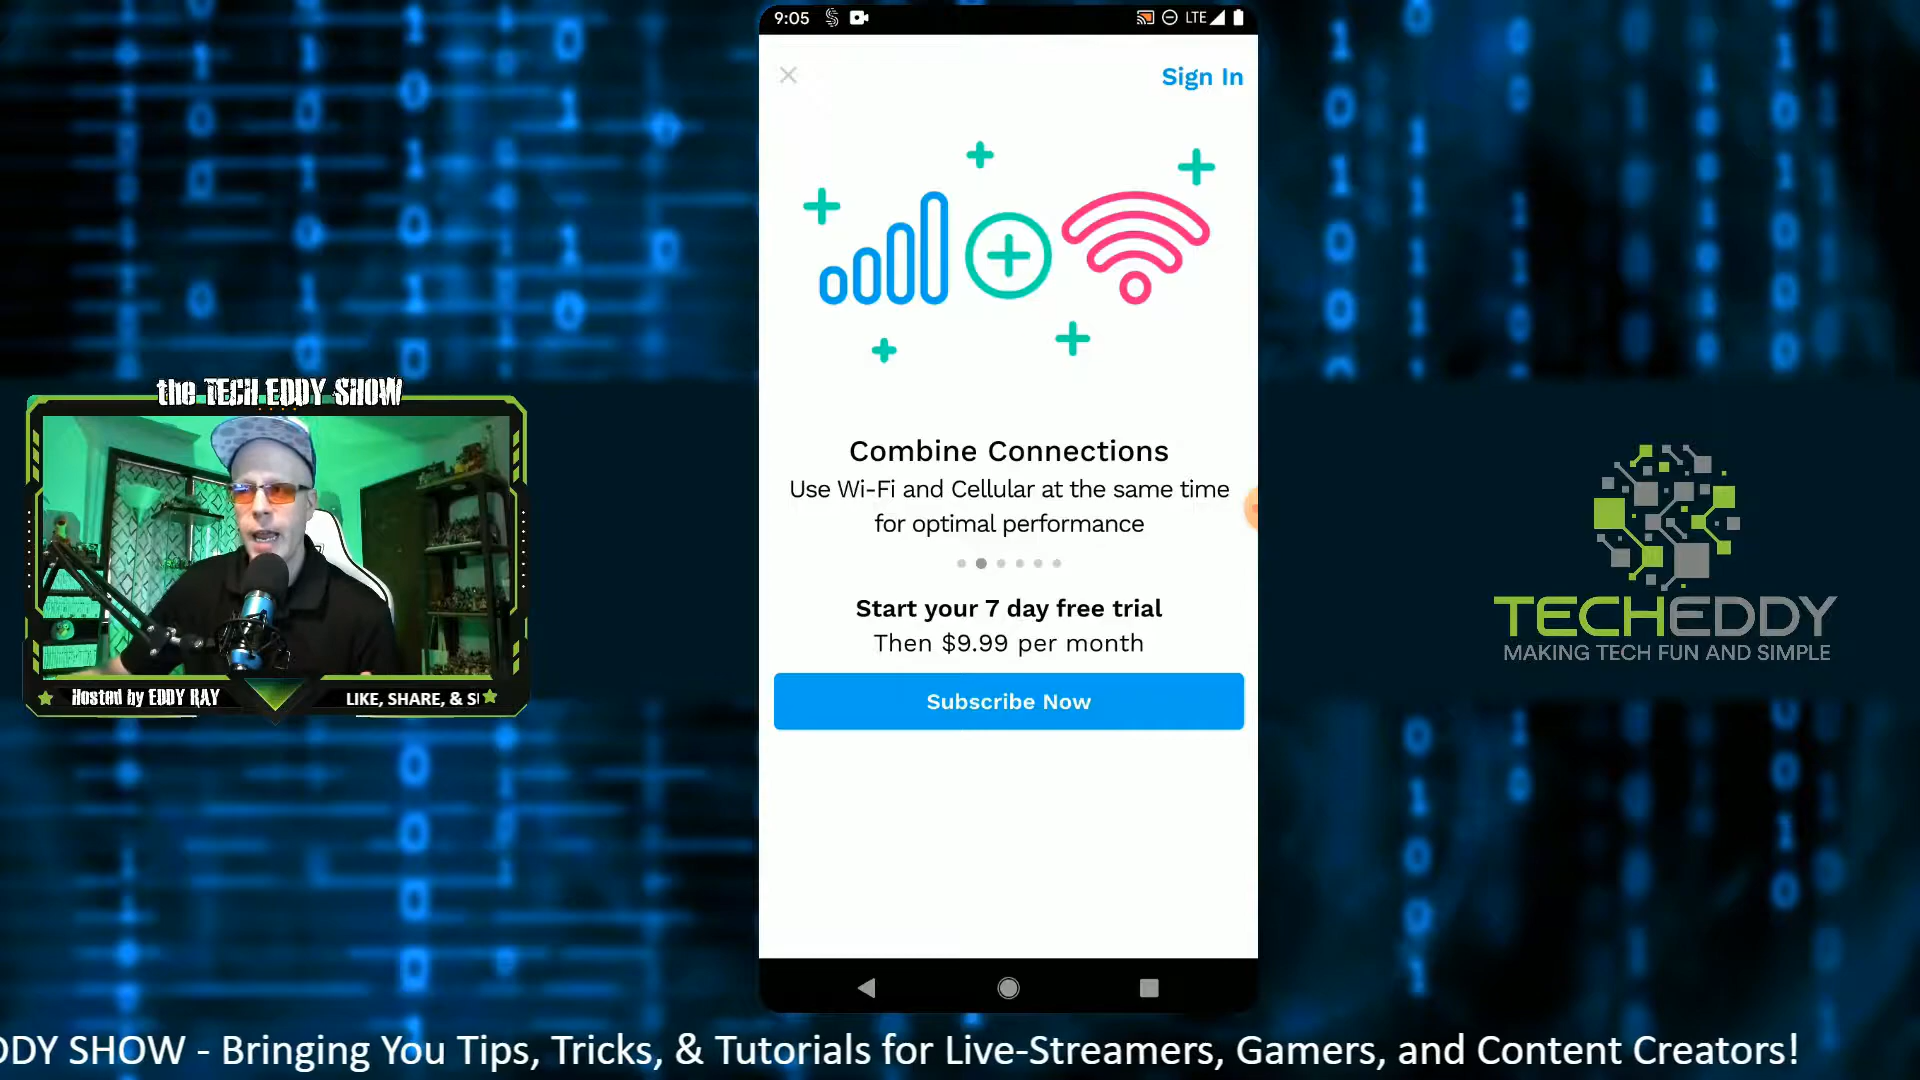 9:05
LTE
Sign In
Combine Connections
Use Wi-Fi and Cellular at the same time
for optimal performance
Start your 7 day free trial
Then $9.99 per month
Subscribe Now
the TECH EDDY SHOW
Hosted by EDDY RAY
LIKE, SHARE, &
TECHEDDY
MAKING TECH FUN AND SIMPLE
SHOW - Bringing You Tips, Tricks, & Tutorials for Live-Streamers, Gamers, and Content Creators!